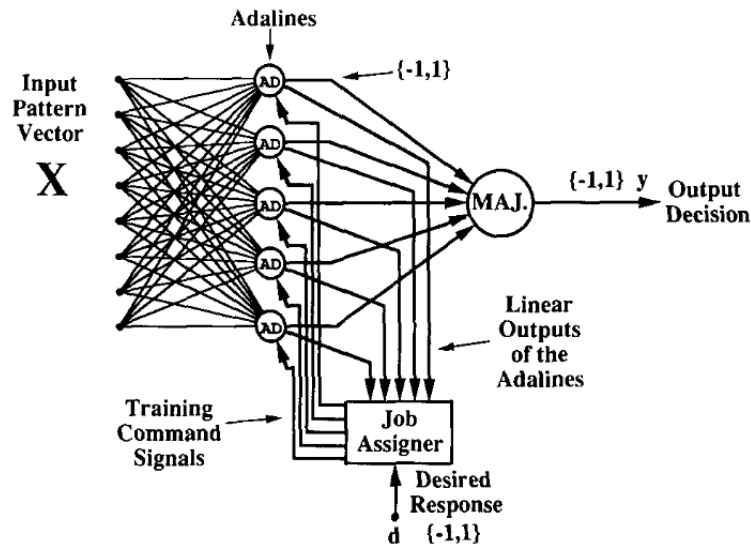 Adalines
Input
Pattern
Vector
X
AD
{-1,1}
AD
AD
AD
AD
MAJ.
{-1,1} y
Output
Decision
Linear
Outputs
of the
Adalines
Training
Command
Signals
Job
Assigner
Desired
Response
d {-1,1}